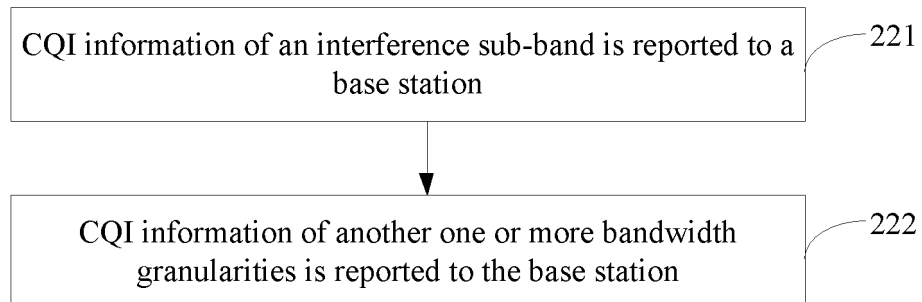 CQI information of an interference sub-band is reported to a
base station
221
CQI information of another one or more bandwidth
granularities is reported to the base station
222